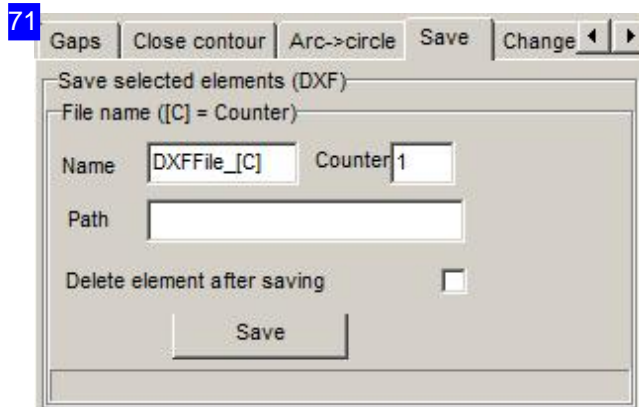 71
Gaps Close contour Arc->circle Save Change
Save selected elements (DXF)
File name ([C] = Counter)
Name DXFFile_[C] Counter 1
Path
Delete element after saving
Save